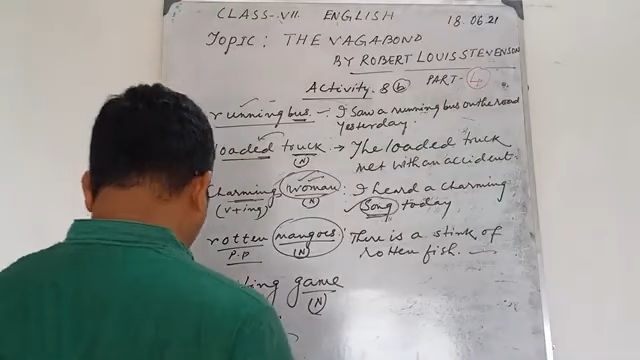 CLASS-VII ENGLISH 18.06.21
TOPIC: THE VAGABOND
BY ROBERT LOUIS STEVENSON
Activity 8 b PART-4
running bus - I saw a running bus on the road
yesterday.
loaded truck → The loaded truck
(N) met with an accident.
Charming woman : I heard a charming
(V+ing) (N) Song today
rotten mangoes : There is a stink of
P.P (N) rotten fish.
game
(N)